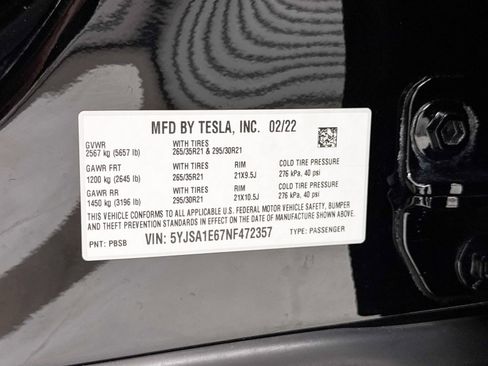 MFD BY TESLA, INC. 02/22
GVWR WITH TIRES
2567 kg (5657 lb) 265/35R21 & 295/30R21
GAWR FRT WITH TIRES RIM COLD TIRE PRESSURE
1200 kg (2645 lb) 265/35R21 21X9.5J 276 kPa, 40 psi
GAWR RR WITH TIRES RIM COLD TIRE PRESSURE
1450 kg (3196 lb) 295/30R21 21X10.5J 276 kPa, 40 psi
THIS VEHICLE CONFORMS TO ALL APPLICABLE U.S. FEDERAL MOTOR VEHICLE SAFETY, BUMPER,
AND THEFT PREVENTION STANDARDS IN EFFECT ON THE DATE OF MANUFACTURE SHOWN ABOVE.
PNT: PBSB VIN: 5YJSA1E67NF472357 TYPE: PASSENGER